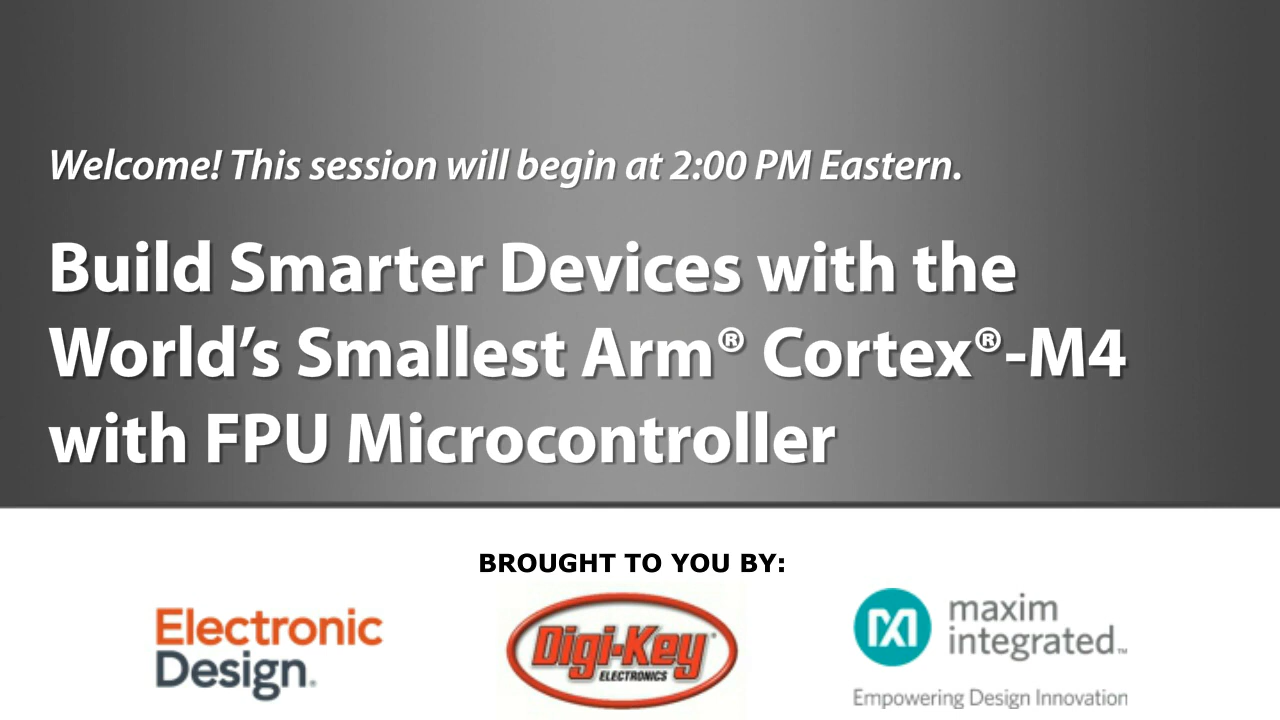 Welcome! This session will begin at 2:00 PM Eastern.
Build Smarter Devices with the
World’s Smallest Arm® Cortex®-M4
with FPU Microcontroller
BROUGHT TO YOU BY:
Electronic
Design.
Digi-Key®
ELECTRONICS
maxim
integrated™
Empowering Design Innovation